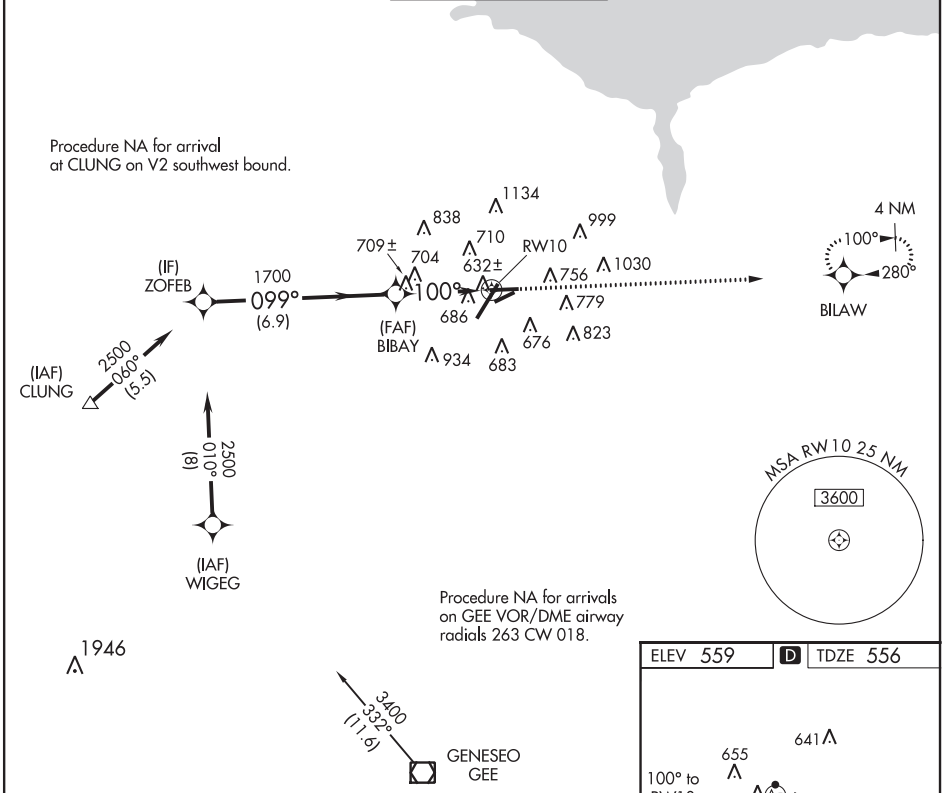 Procedure NA for arrival
at CLUNG on V2 southwest bound.
1134
838
999
4 NM
710
709±
704
RW10
100°
632±
1030
756
280°
(IF)
ZOFEB
1700
099°
(6.9)
100°
686
779
BILAW
(FAF)
BIBAY
676
823
934
683
2500
060°
(5.5)
(IAF)
CLUNG
2500
010°
(8)
(IAF)
WIGEG
MSA RW10 25 NM
3600
Procedure NA for arrivals
on GEE VOR/DME airway
radials 263 CW 018.
1946
ELEV 559 D TDZE 556
3400
332°
(11.6)
GENESEO
GEE
641
655
100° to